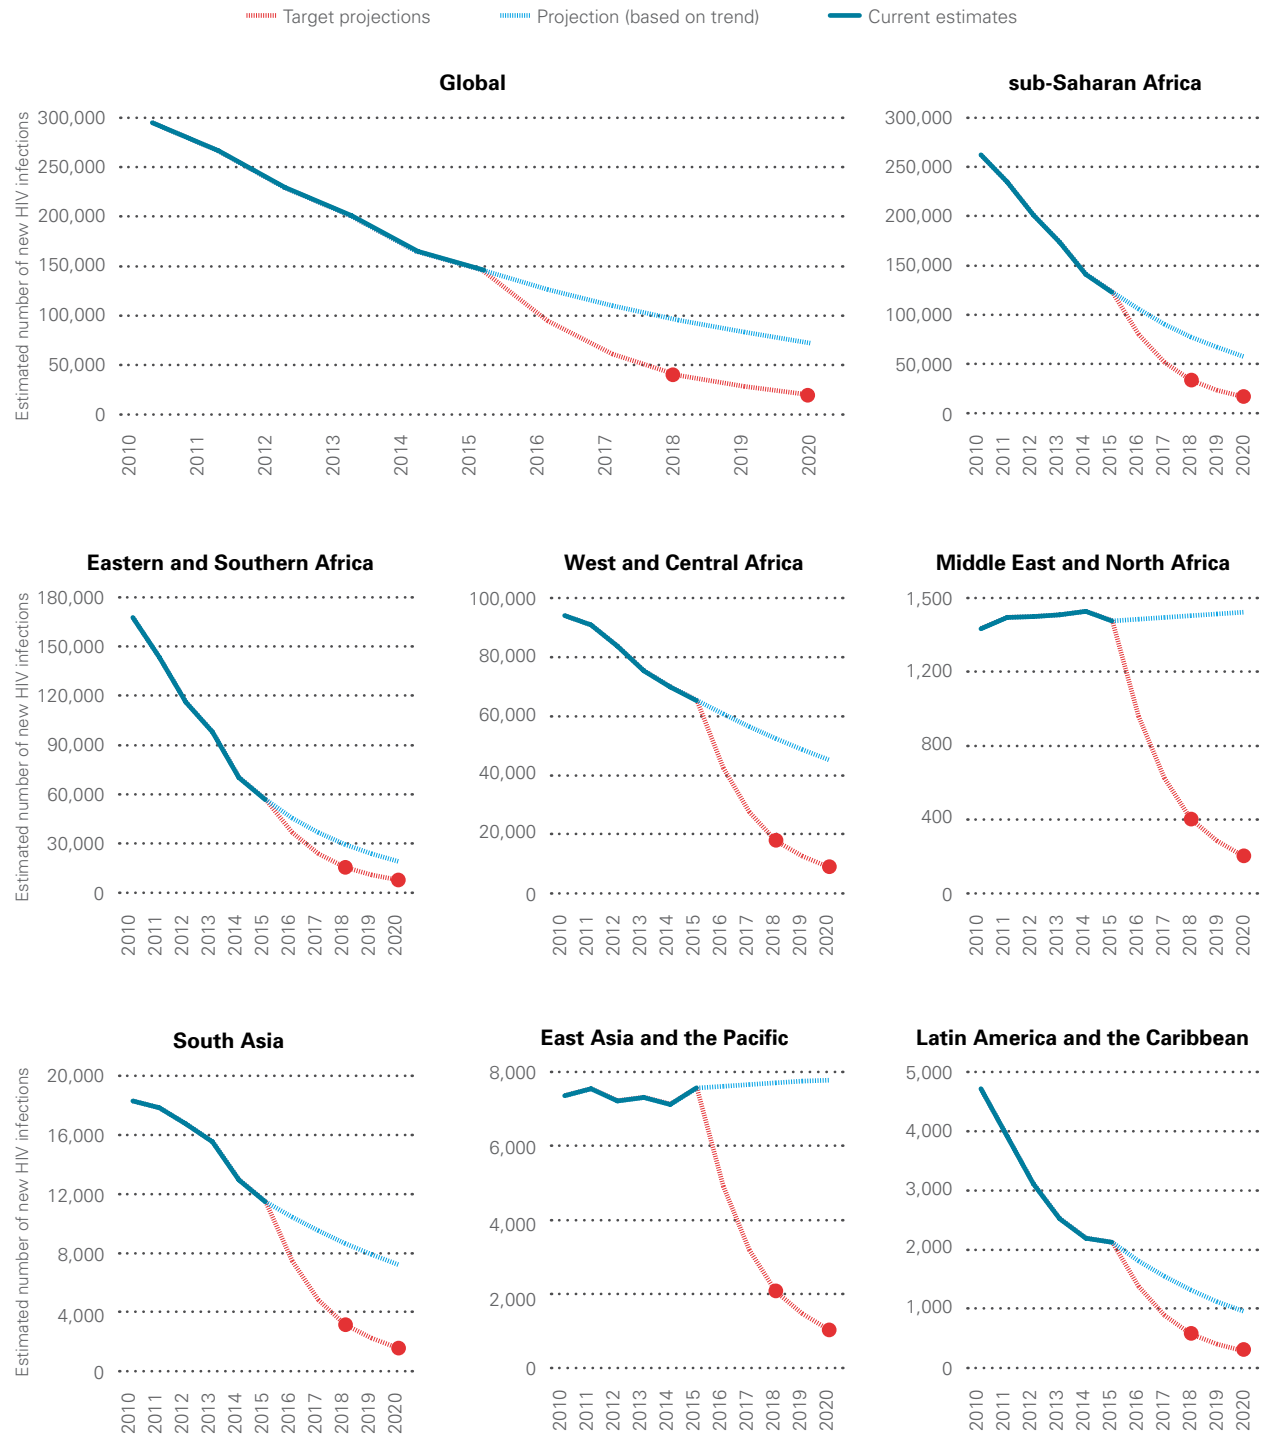 Target projections
Projection (based on trend)
Current estimates
Global
Estimated number of new HIV infections
300,000
250,000
200,000
150,000
100,000
50,000
0
2010 2011 2012 2013 2014 2015 2016 2017 2018 2019 2020
sub-Saharan Africa
300,000
250,000
200,000
150,000
100,000
50,000
0
2010 2011 2012 2013 2014 2015 2016 2017 2018 2019 2020
Eastern and Southern Africa
Estimated number of new HIV infections
180,000
150,000
120,000
90,000
60,000
30,000
0
2010 2011 2012 2013 2014 2015 2016 2017 2018 2019 2020
West and Central Africa
100,000
80,000
60,000
40,000
20,000
0
2010 2011 2012 2013 2014 2015 2016 2017 2018 2019 2020
Middle East and North Africa
1,500
1,200
800
400
0
2010 2011 2012 2013 2014 2015 2016 2017 2018 2019 2020
South Asia
Estimated number of new HIV infections
20,000
16,000
12,000
8,000
4,000
0
2010 2011 2012 2013 2014 2015 2016 2017 2018 2019 2020
East Asia and the Pacific
8,000
6,000
4,000
2,000
0
2010 2011 2012 2013 2014 2015 2016 2017 2018 2019 2020
Latin America and the Caribbean
5,000
4,000
3,000
2,000
1,000
0
2010 2011 2012 2013 2014 2015 2016 2017 2018 2019 2020